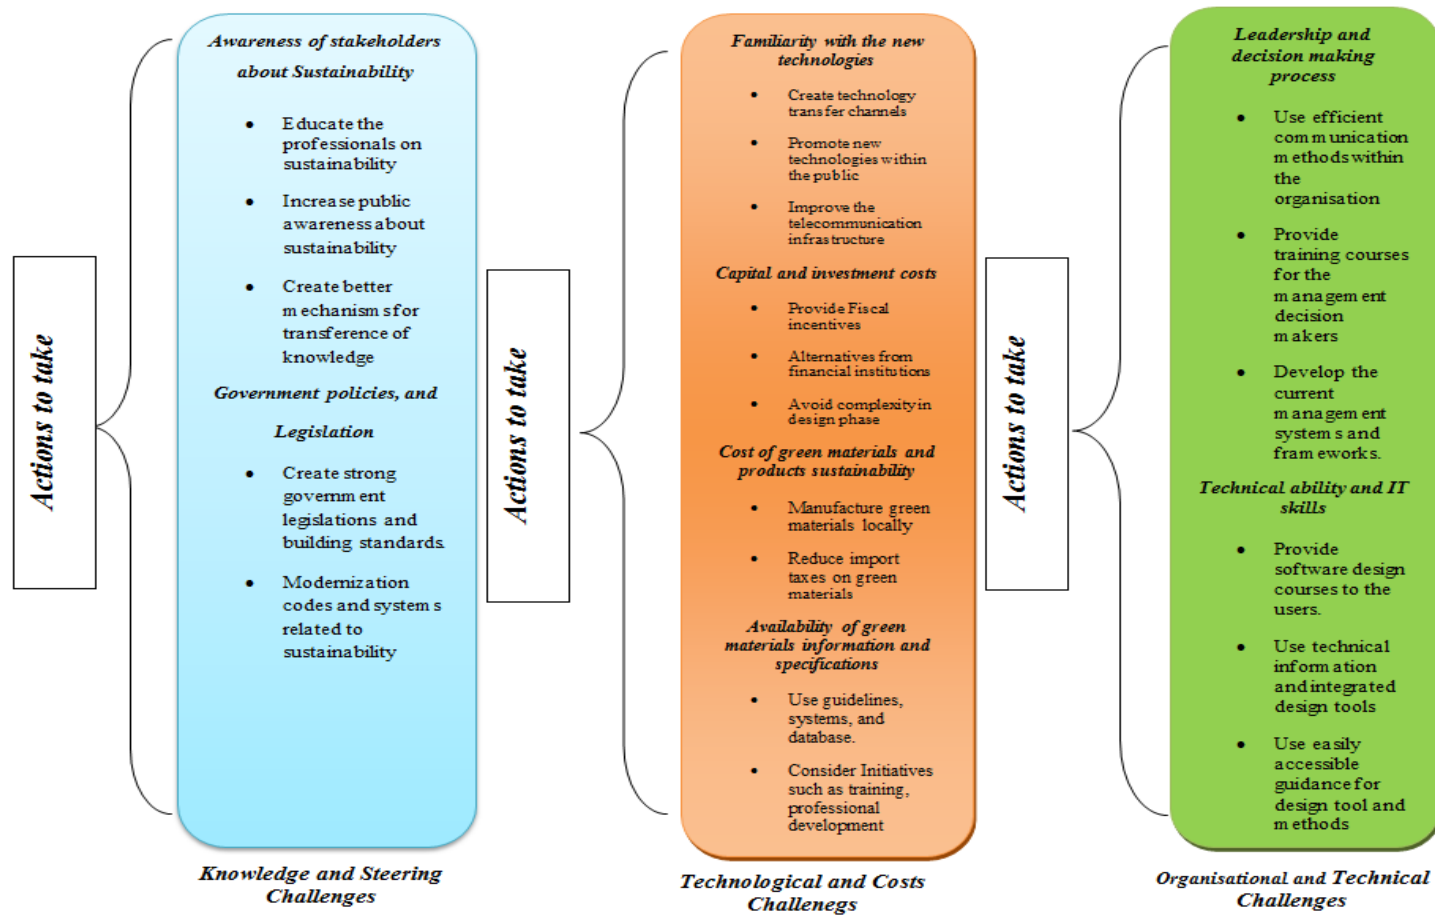 Actions to take
Awareness of stakeholders
about Sustainability
• Educate the
professionals on
sustainability
• Increase public
awareness about
sustainability
• Create better
mechanisms for
transference of
knowledge
Government policies, and
Legislation
• Create strong
government
legislations and
building standards.
• Modernization
codes and systems
related to
sustainability
Knowledge and Steering
Challenges
Actions to take
Familiarity with the new
technologies
• Create technology
transfer channels
• Promote new
technologies within
the public
• Improve the
telecommunication
infrastructure
Capital and investment costs
• Provide Fiscal
incentives
• Alternatives from
financial institutions
• Avoid complexity in
design phase
Cost of green materials and
products sustainability
• Manufacture green
materials locally
• Reduce import
taxes on green
materials
Availability of green
materials information and
specifications
• Use guidelines,
systems, and
database.
• Consider Initiatives
such as training,
professional
development
Technological and Costs
Challenegs
Actions to take
Leadership and
decision making
process
• Use efficient
communication
methods within
the
organisation
• Provide
training courses
for the
management
decision
makers
• Develop the
current
management
systems and
frameworks.
Technical ability and IT
skills
• Provide
software design
courses to the
users.
• Use technical
information
and integrated
design tools
• Use easily
accessible
guidance for
design tool and
methods
Organisational and Technical
Challenges